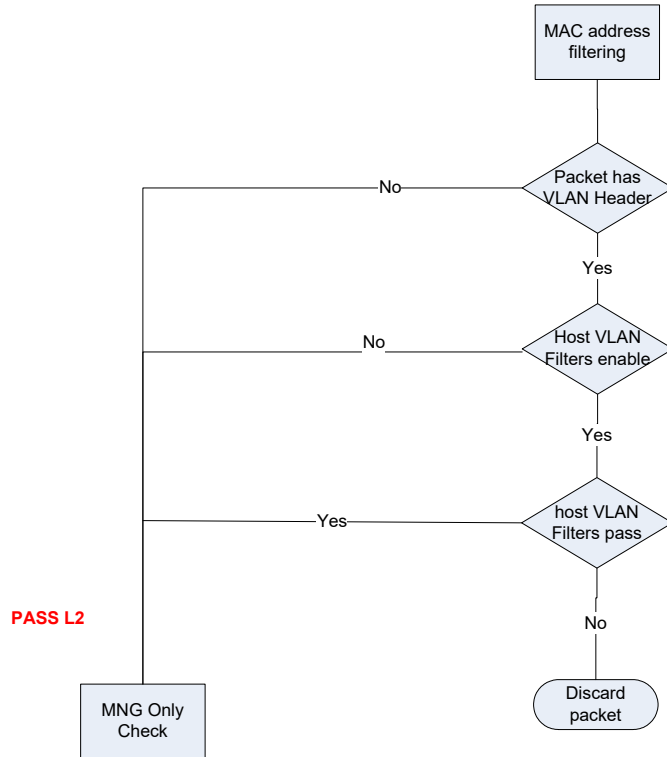 MAC address
filtering
Packet has
VLAN Header
No
Yes
Host VLAN
Filters enable
No
Yes
host VLAN
Filters pass
Yes
No
PASS L2
MNG Only
Check
Discard
packet